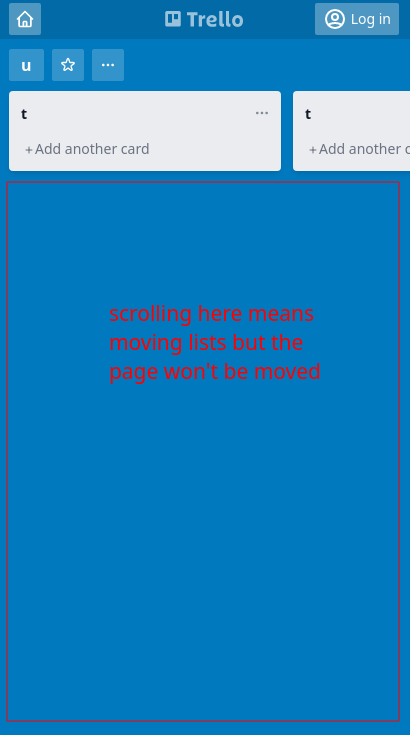 Trello
Log in
u
t
+ Add another card
t
+ Add another c
scrolling here means
moving lists but the
page won't be moved